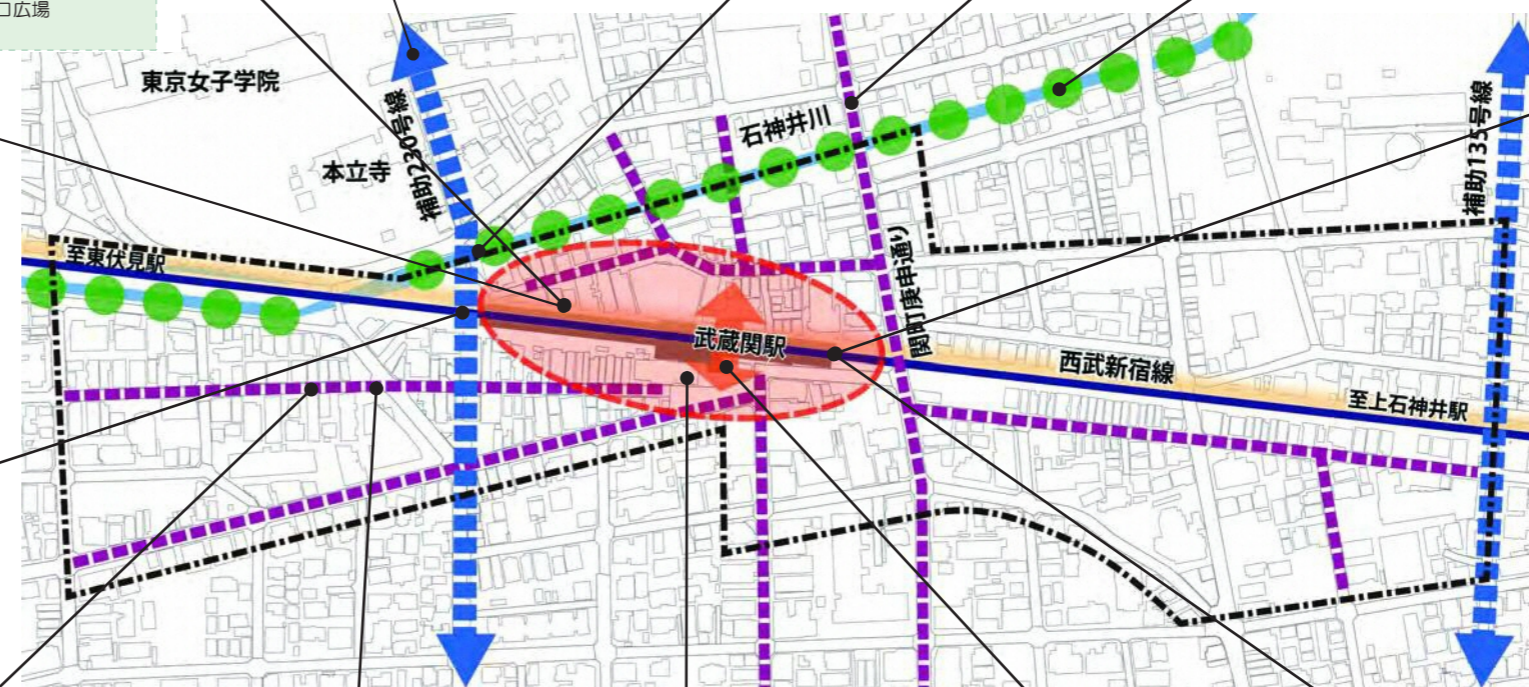 口広場
東京女子学院
補助230号線
本立寺
石神井川
補助135号線
至東伏見駅
関町庚申通り
武蔵関駅
西武新宿線
至上石神井駅